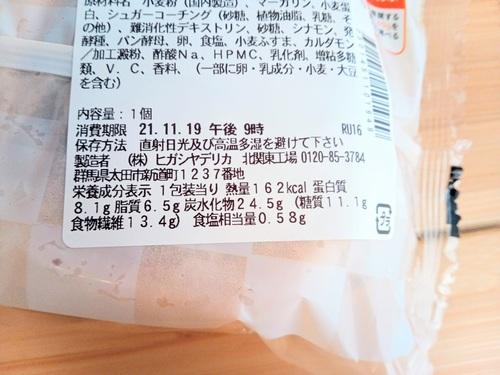 原材料名 小麦粉（国内製造）、マーガリン、小麦蛋
白、シュガーコーチング（砂糖、植物油脂、乳糖、そ
の他）、難消化性デキストリン、砂糖、シナモン、発
酵種、パン酵母、卵、食塩、小麦ふすま、カルダモン
／加工澱粉、酢酸Ｎａ、ＨＰＭＣ、乳化剤、増粘多糖
類、Ｖ．Ｃ、香料、（一部に卵・乳成分・小麦・大豆
を含む）
内容量：１個
消費期限 21.11.19 午後 9時 RU16
保存方法 直射日光及び高温多湿を避けて下さい
製造者 （株）ヒガシヤデリカ 北関東工場 0120-85-3784
群馬県太田市新道町１２３７番地
栄養成分表示 １包装当り 熱量１６２kcal 蛋白質
８.１g 脂質６.５g 炭水化物２４.５g （糖質１１.１g
食物繊維１３.４g） 食塩相当量０.５８g
プラ